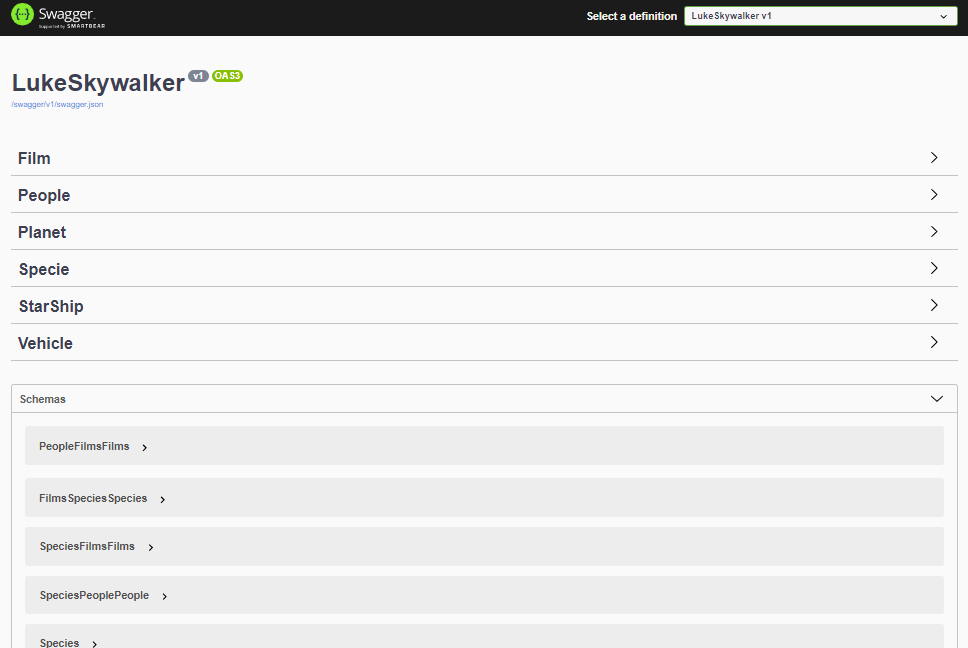 Swagger
Supported by SMARTBEAR
Select a definition
LukeSkywalker v1
LukeSkywalker v1 OAS3
/swagger/v1/swagger.json
Film
People
Planet
Specie
StarShip
Vehicle
Schemas
PeopleFilmsFilms
FilmsSpeciesSpecies
SpeciesFilmsFilms
SpeciesPeoplePeople
Species